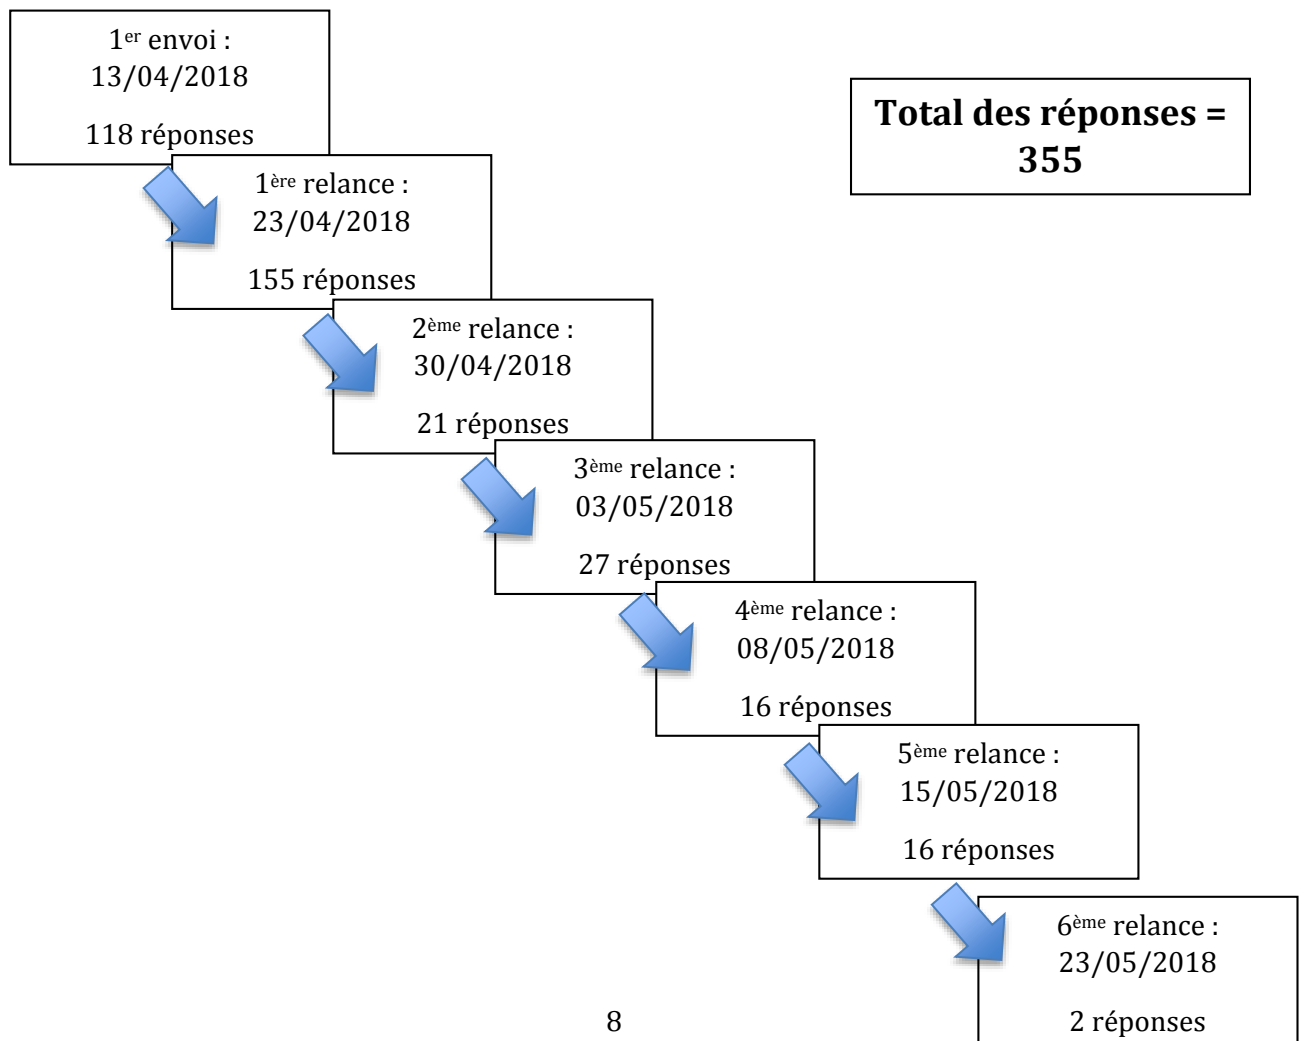 1er envoi :
13/04/2018
118 réponses
Total des réponses =
355
1ère relance :
23/04/2018
155 réponses
2ème relance :
30/04/2018
21 réponses
3ème relance :
03/05/2018
27 réponses
4ème relance :
08/05/2018
16 réponses
5ème relance :
15/05/2018
16 réponses
6ème relance :
23/05/2018
2 réponses
8